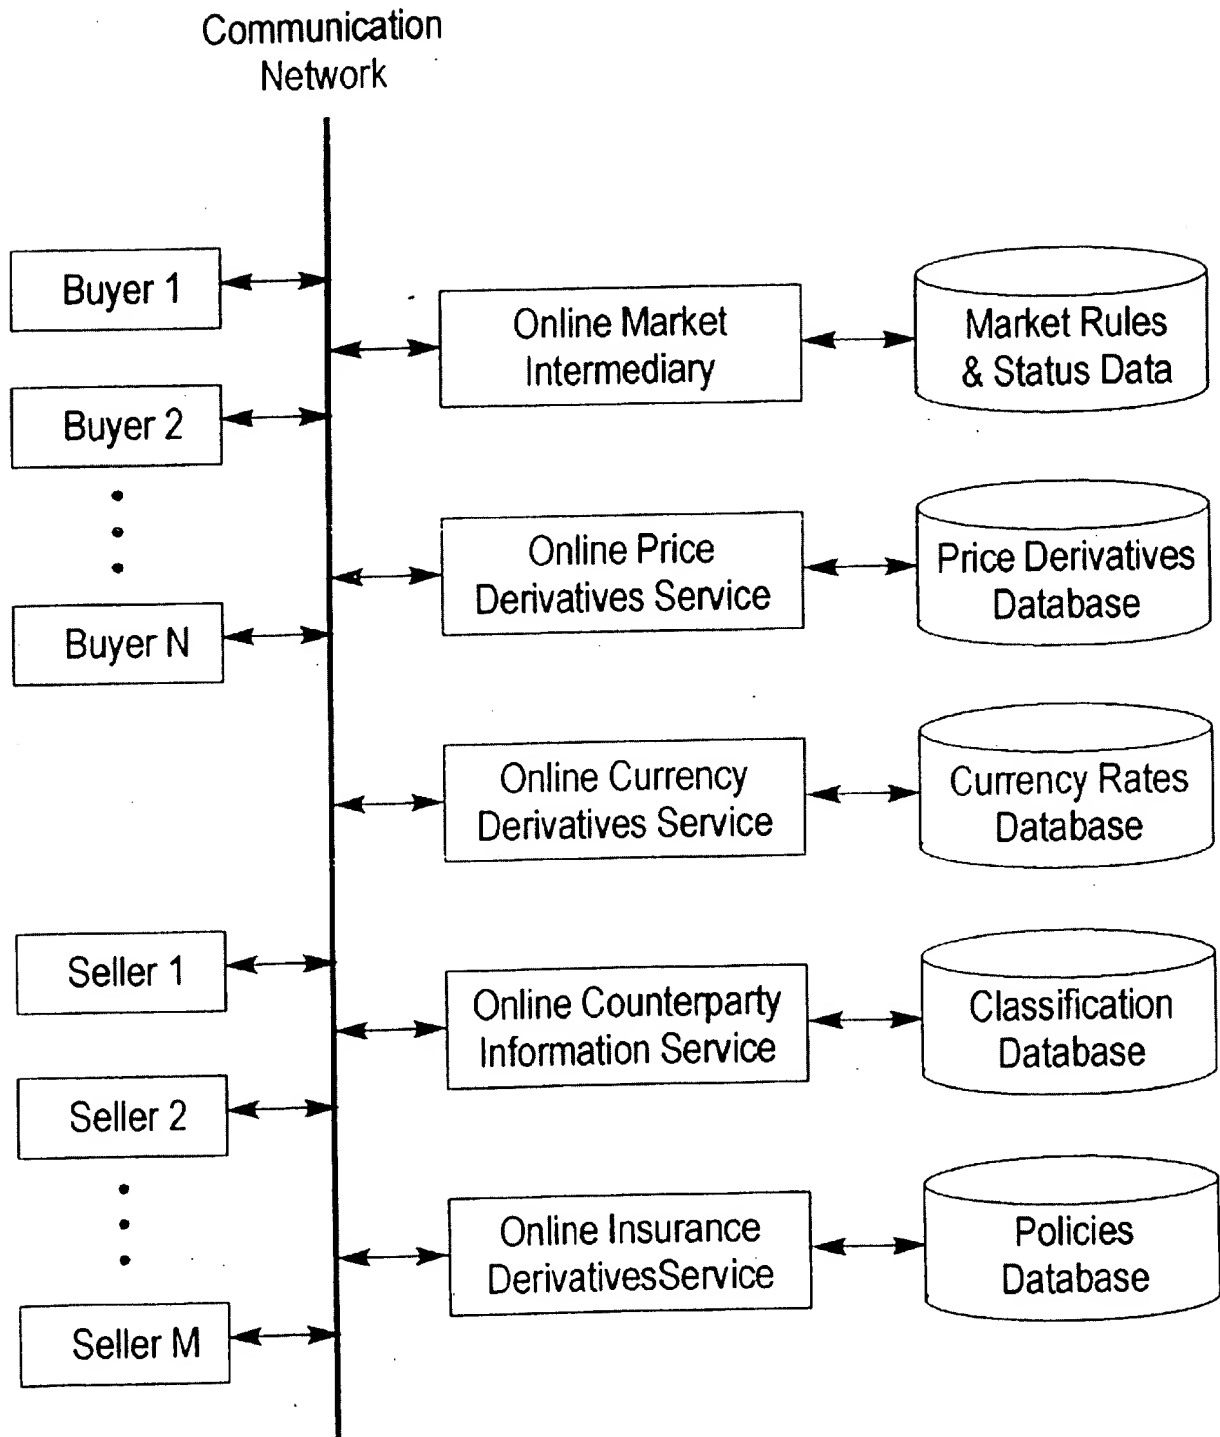 Communication
Network
Buyer 1
Online Market
Intermediary
Market Rules
& Status Data
Buyer 2
Online Price
Derivatives Service
Price Derivatives
Database
Buyer N
Online Currency
Derivatives Service
Currency Rates
Database
Seller 1
Online Counterparty
Information Service
Classification
Database
Seller 2
Online Insurance
DerivativesService
Policies
Database
Seller M